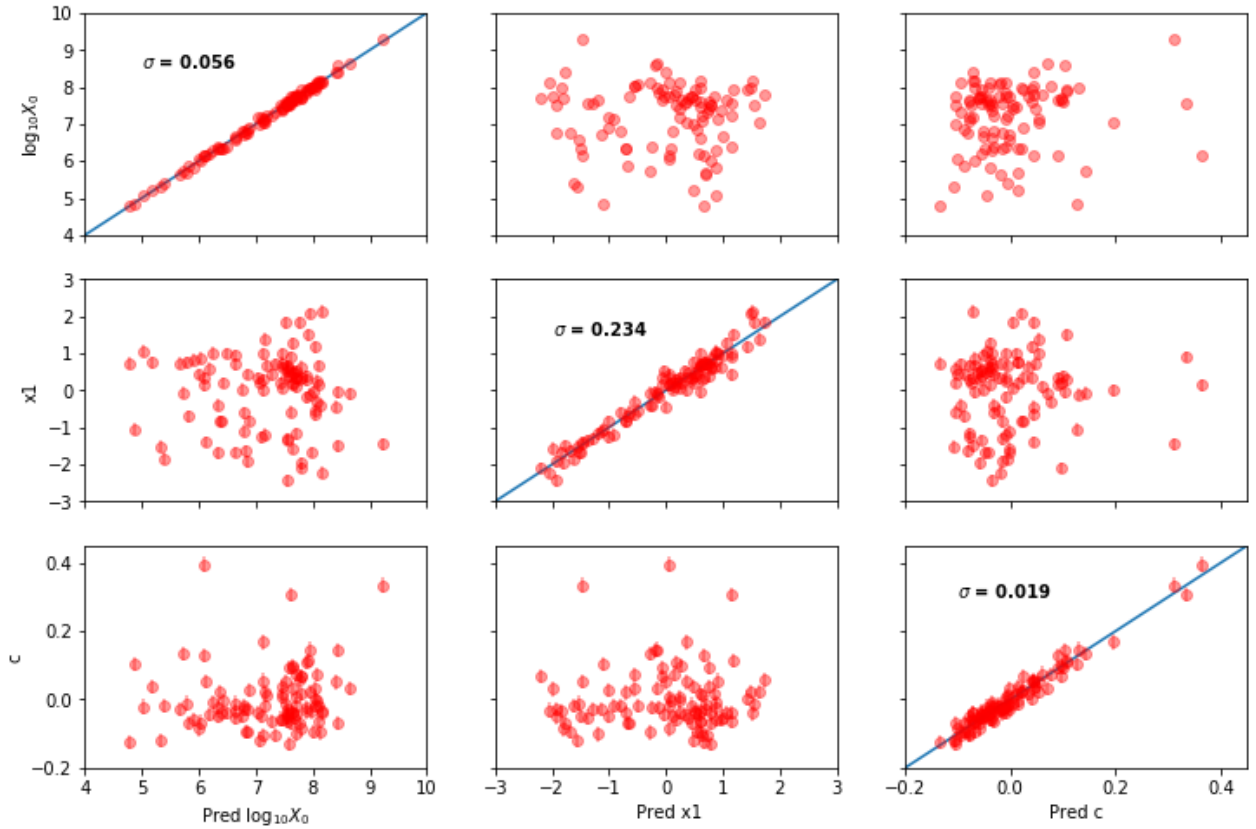 10
9
8
7
6
5
4
log₁₀X₀
σ = 0.056
3
2
1
0
−1
−2
−3
x1
σ = 0.234
0.4
0.2
0.0
−0.2
c
σ = 0.019
4 5 6 7 8 9 10
Pred log₁₀X₀
−3 −2 −1 0 1 2 3
Pred x1
−0.2 0.0 0.2 0.4
Pred c